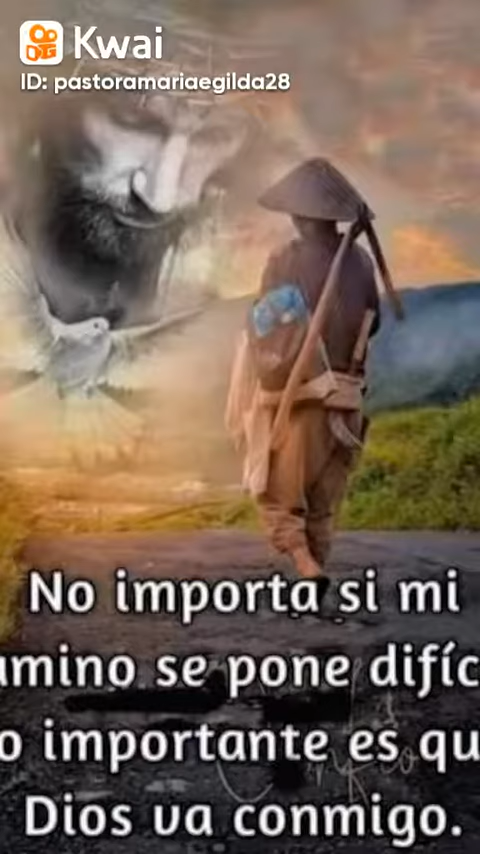 Kwai
ID: pastoramariaegilda28
No importa si mi
amino se pone difíc
o importante es qu
Dios va conmigo.